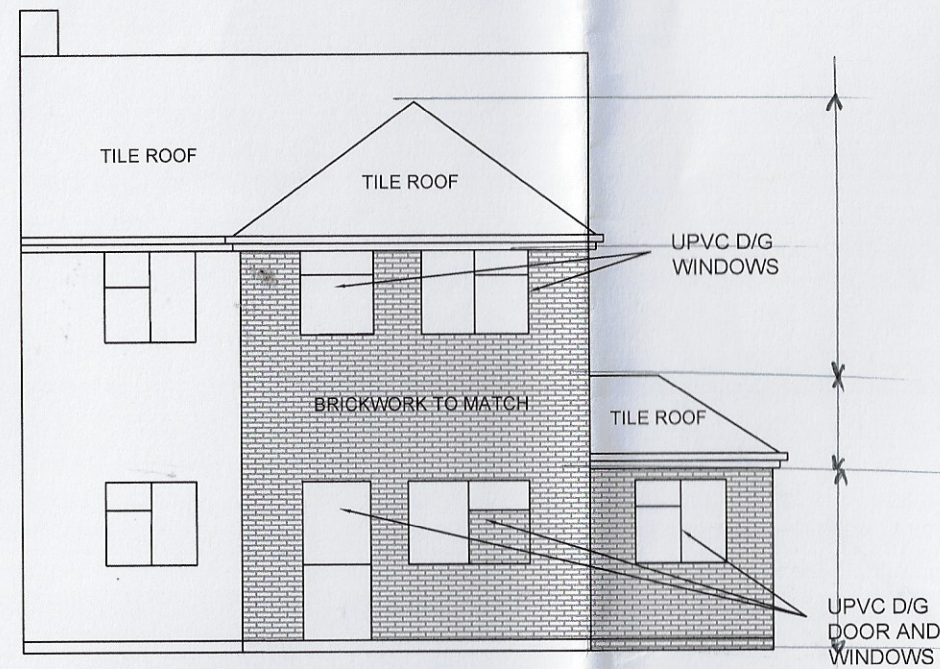 TILE ROOF
TILE ROOF
UPVC D/G
WINDOWS
BRICKWORK TO MATCH
TILE ROOF
UPVC D/G
DOOR AND
WINDOWS